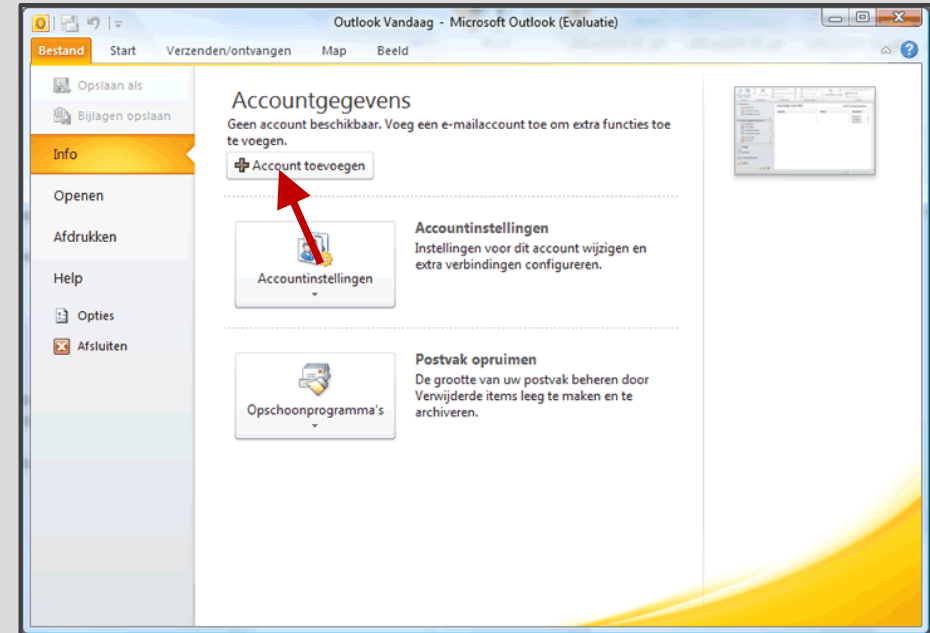 Outlook Vandaag - Microsoft Outlook (Evaluatie)
Bestand Start Verzenden/ontvangen Map Beeld
Opslaan als
Bijlagen opslaan
Info
Openen
Afdrukken
Help
Opties
Afsluiten
Accountgegevens
Geen account beschikbaar. Voeg een e-mailaccount toe om extra functies toe
te voegen.
Account toevoegen
Accountinstellingen
Accountinstellingen
Instellingen voor dit account wijzigen en
extra verbindingen configureren.
Opschoonprogramma's
Postvak opruimen
De grootte van uw postvak beheren door
Verwijderde items leeg te maken en te
archiveren.